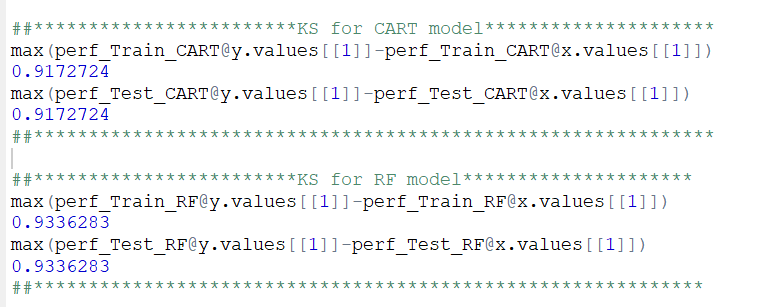 ##************************KS for CART model*********************
max(perf_Train_CART@y.values[[1]]-perf_Train_CART@x.values[[1]])
0.9172724
max(perf_Test_CART@y.values[[1]]-perf_Test_CART@x.values[[1]])
0.9172724
##**************************************************************
##************************KS for RF model*********************
max(perf_Train_RF@y.values[[1]]-perf_Train_RF@x.values[[1]])
0.9336283
max(perf_Test_RF@y.values[[1]]-perf_Test_RF@x.values[[1]])
0.9336283
##*************************************************************